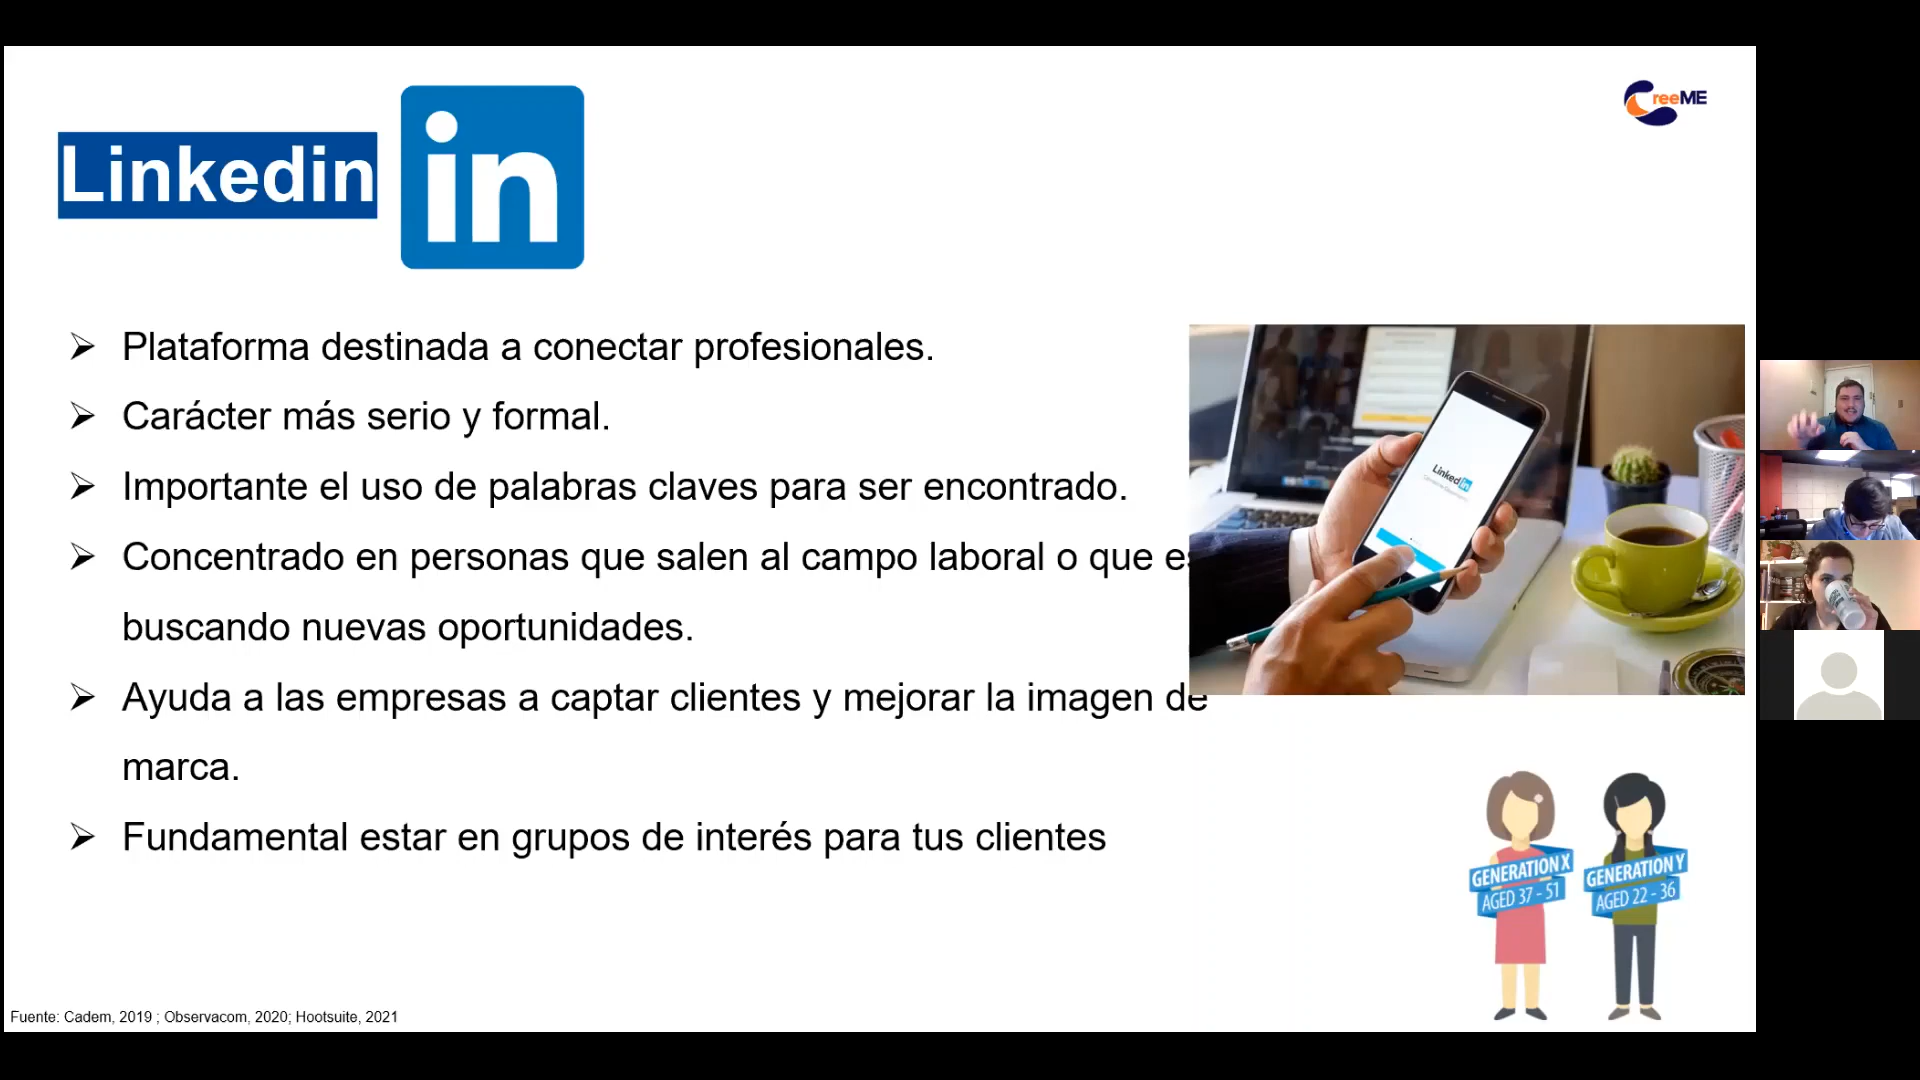 reeME
Linkedin
in
Plataforma destinada a conectar profesionales.
Carácter más serio y formal.
Importante el uso de palabras claves para ser encontrado.
Concentrado en personas que salen al campo laboral o que
buscando nuevas oportunidades.
Ayuda a las empresas a captar clientes y mejorar la imagen de
marca.
Fundamental estar en grupos de interés para tus clientes
Linkedin
GENERATION X
AGED 37 - 51
GENERATION Y
AGED 22 - 36
Fuente: Cadem, 2019 ; Observacom, 2020; Hootsuite, 2021